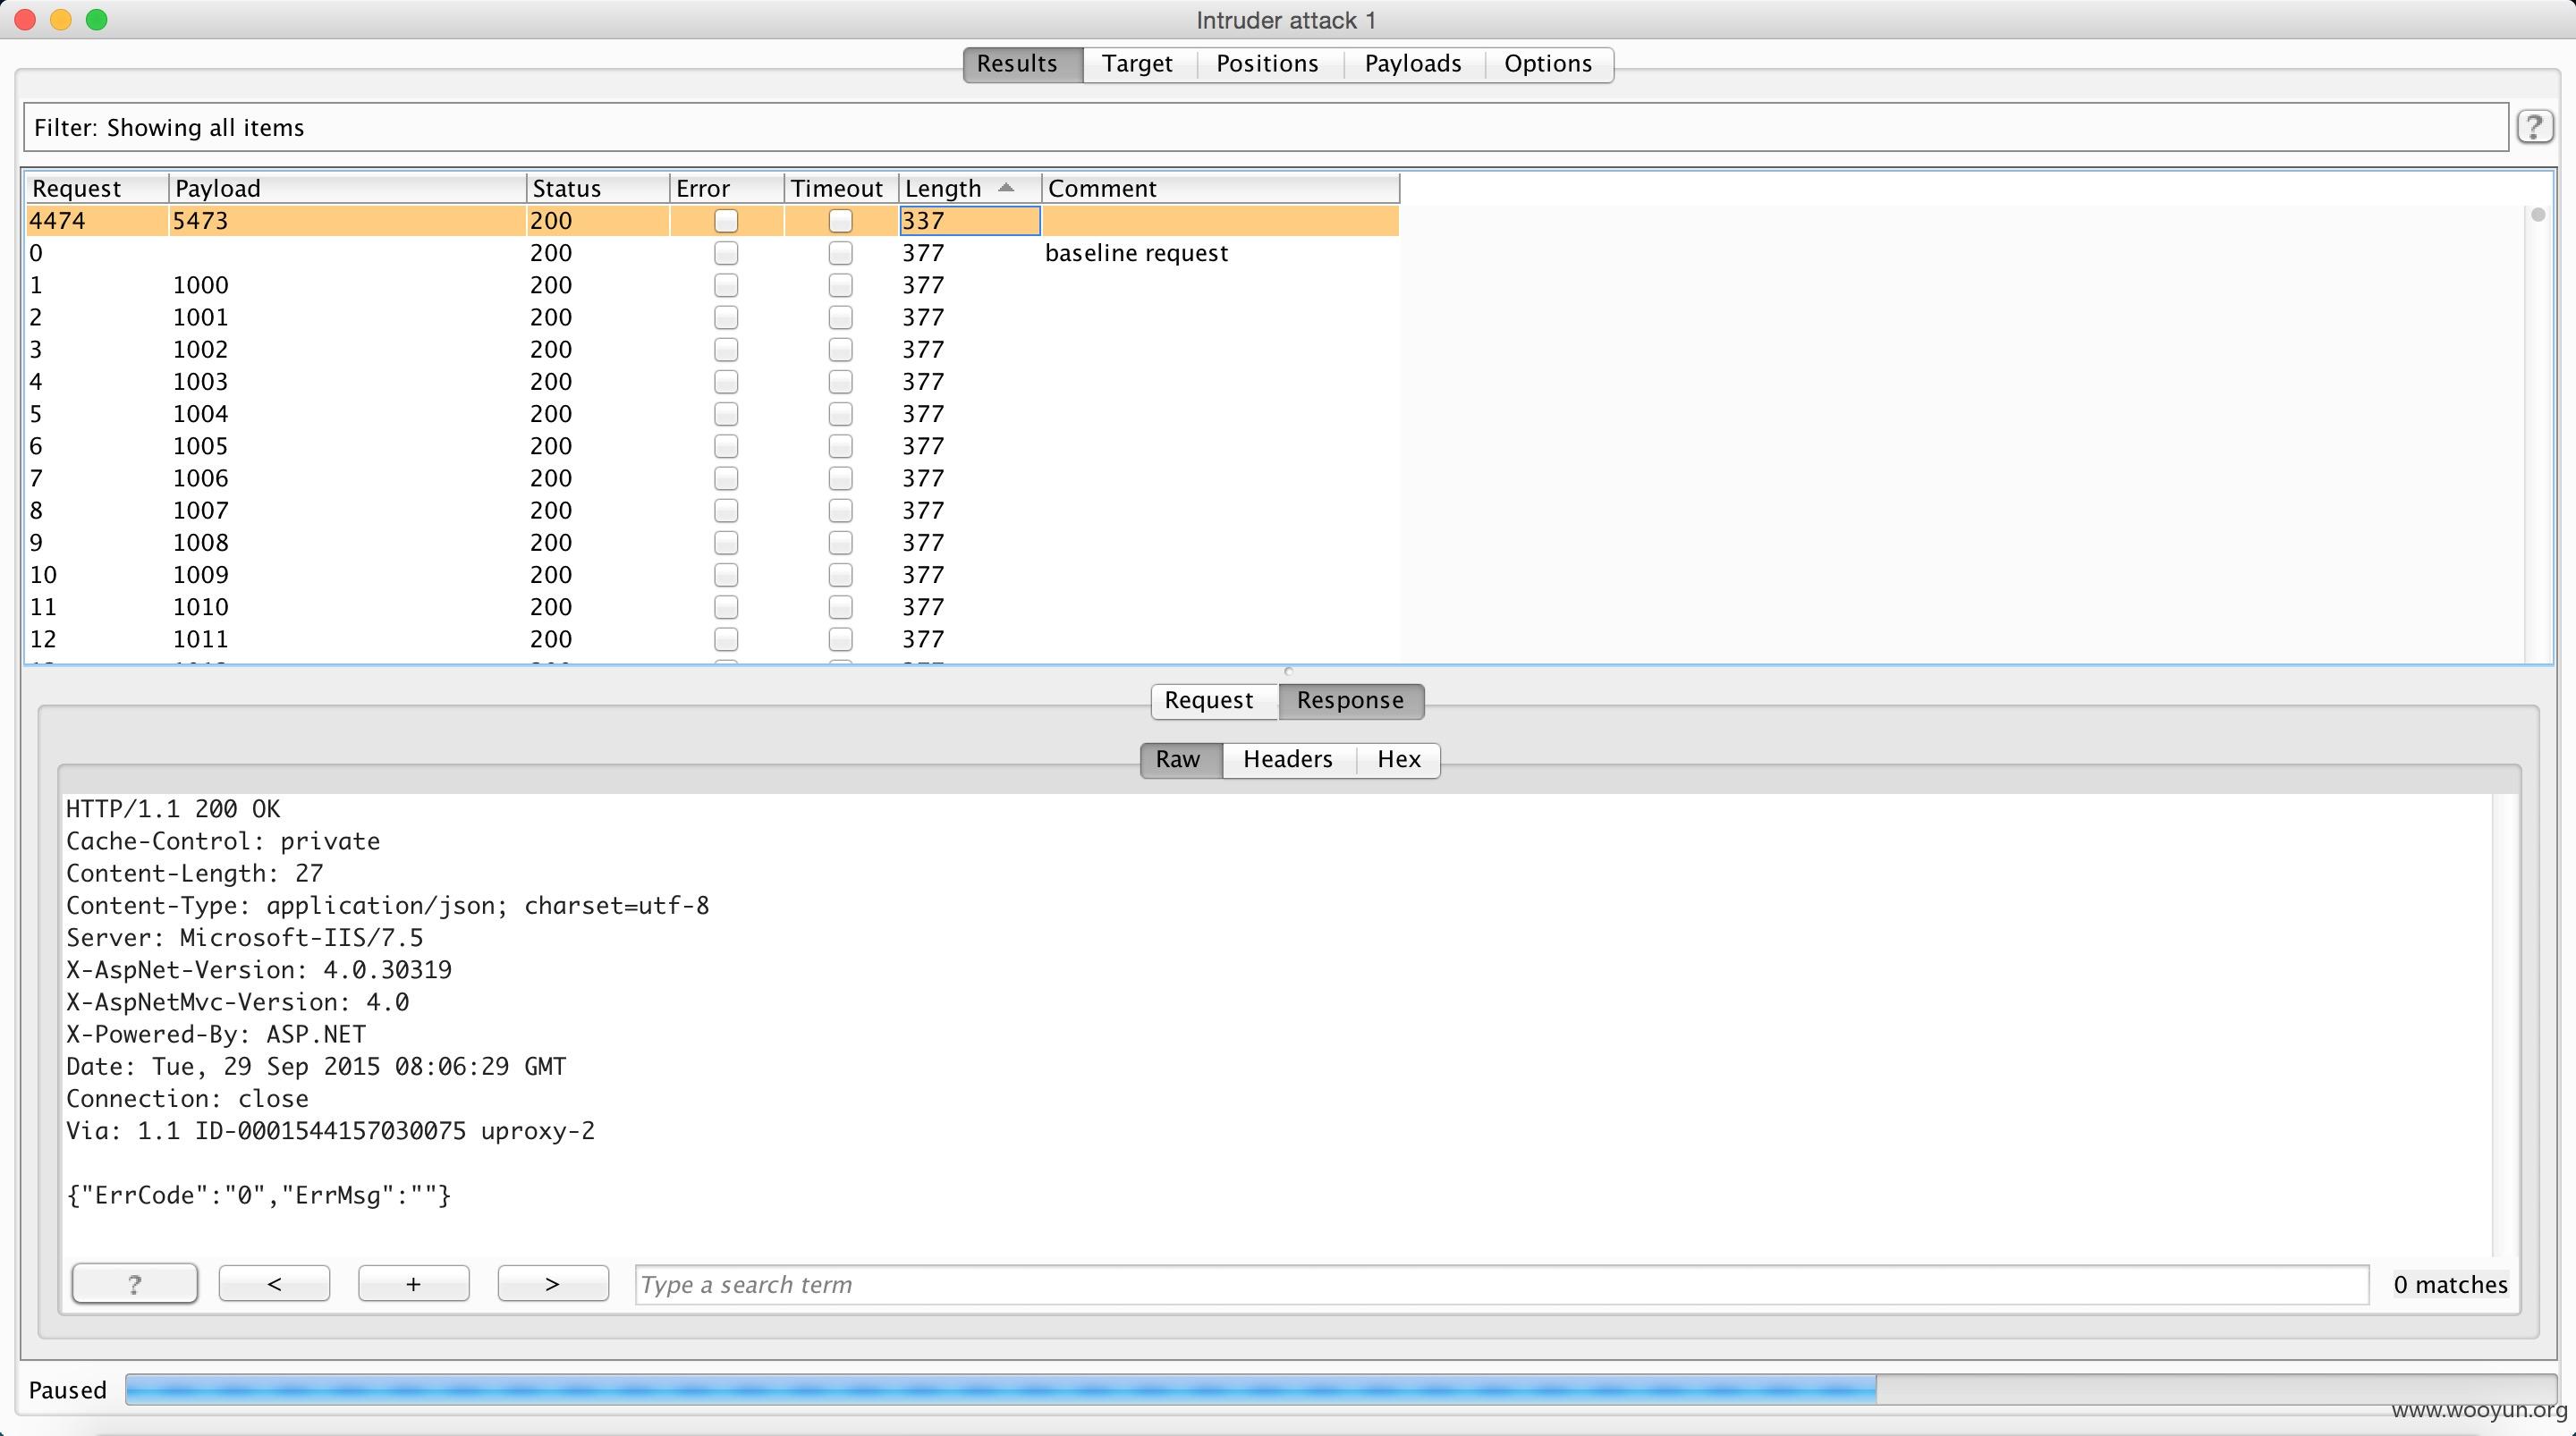 Intruder attack 1
Results Target Positions Payloads Options
Filter: Showing all items ?
Request Payload Status Error Timeout Length Comment
4474 5473 200 337
0 200 377 baseline request
1 1000 200 377
2 1001 200 377
3 1002 200 377
4 1003 200 377
5 1004 200 377
6 1005 200 377
7 1006 200 377
8 1007 200 377
9 1008 200 377
10 1009 200 377
11 1010 200 377
12 1011 200 377
Request Response
Raw Headers Hex
HTTP/1.1 200 OK
Cache-Control: private
Content-Length: 27
Content-Type: application/json; charset=utf-8
Server: Microsoft-IIS/7.5
X-AspNet-Version: 4.0.30319
X-AspNetMvc-Version: 4.0
X-Powered-By: ASP.NET
Date: Tue, 29 Sep 2015 08:06:29 GMT
Connection: close
Via: 1.1 ID-0001544157030075 uproxy-2
{"ErrCode":"0","ErrMsg":""}
? < + > Type a search term 0 matches
Paused
www.wooyun.org